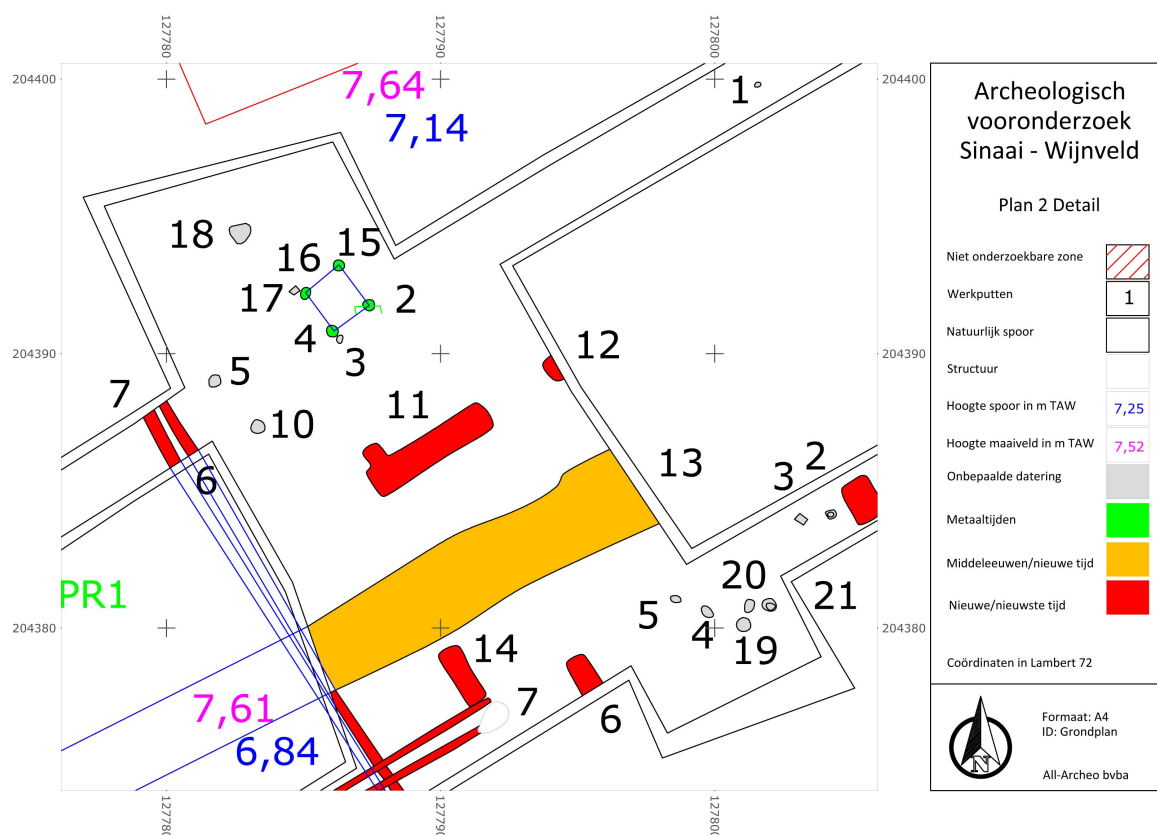 127780
127790
127800
204400
204400
7,64
7,14
1
18
15
16
17
2
4
3
204390
204390
12
5
7
11
10
6
13
3
2
PR1
20
21
5
4
19
204380
204380
14
7
6
7,61
6,84
127780
127790
127800
Archeologisch
vooronderzoek
Sinaai - Wijnveld
Plan 2 Detail
Niet onderzoekbare zone
Werkputten
1
Natuurlijk spoor
Structuur
Hoogte spoor in m TAW
7,25
Hoogte maaiveld in m TAW
7,52
Onbepaalde datering
Metaaltijden
Middeleeuwen/nieuwe tijd
Nieuwe/nieuwste tijd
Coördinaten in Lambert 72
N
Formaat: A4
ID: Grondplan
All-Archeo bvba